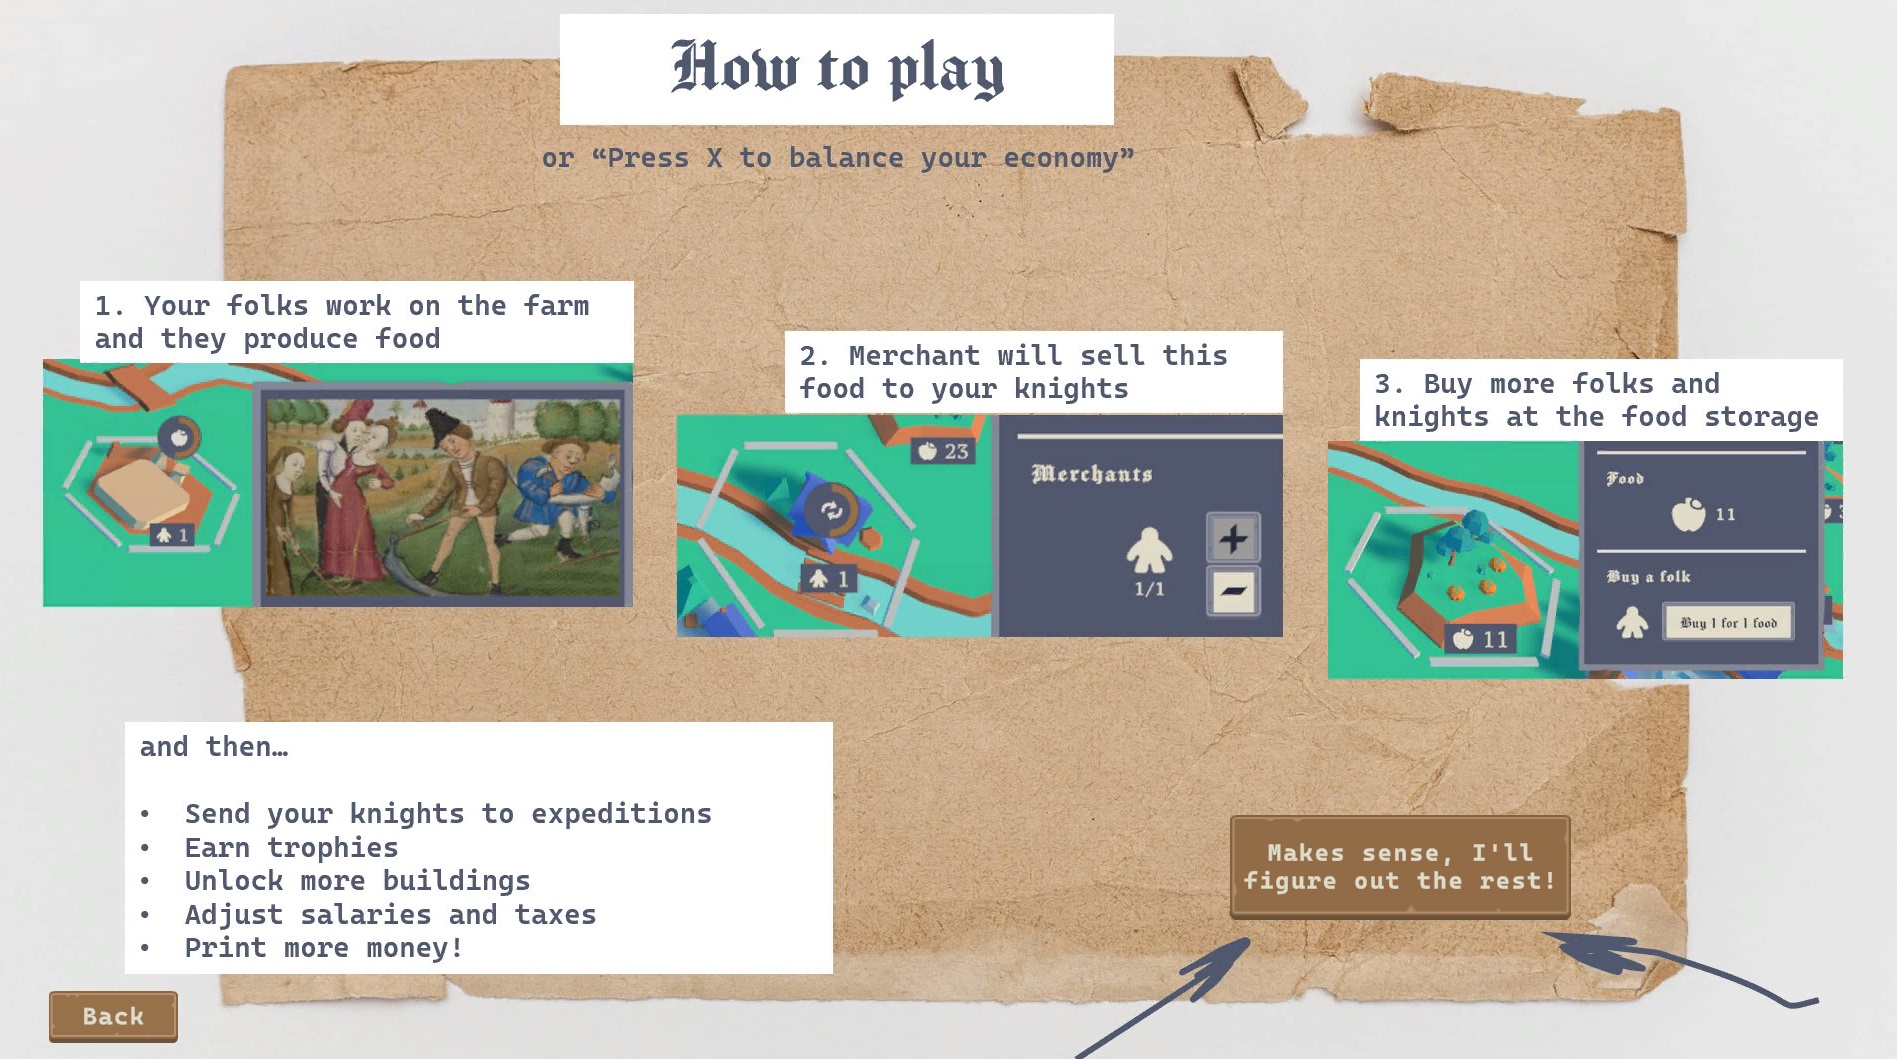 How to play
or “Press X to balance your economy”
1. Your folks work on the farm
and they produce food
1
2. Merchant will sell this
food to your knights
23
1
Merchants
1/1
3. Buy more folks and
knights at the food storage
11
Food
11
Buy a folk
Buy 1 for 1 food
and then…
• Send your knights to expeditions
• Earn trophies
• Unlock more buildings
• Adjust salaries and taxes
• Print more money!
Makes sense, I'll
figure out the rest!
Back